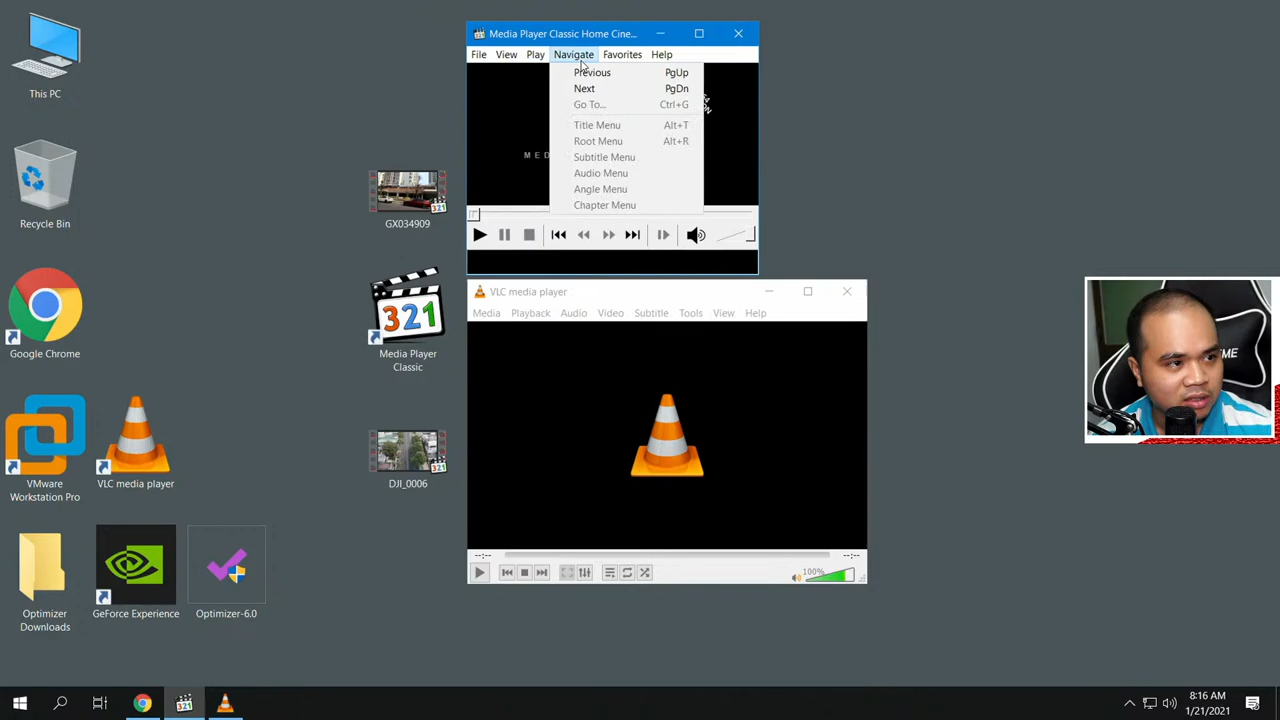 This PC
Recycle Bin
Google Chrome
VMware
Workstation Pro
VLC media player
Optimizer
Downloads
GeForce Experience
Optimizer-6.0
GX034909
321
Media Player
Classic
DJI_0006
Media Player Classic Home Cine...
File View Play Navigate Favorites Help
Previous PgUp
Next PgDn
Go To... Ctrl+G
Title Menu Alt+T
Root Menu Alt+R
Subtitle Menu
Audio Menu
Angle Menu
Chapter Menu
MED
VLC media player
Media Playback Audio Video Subtitle Tools View Help
--:-- --:--
100%
8:16 AM
1/21/2021